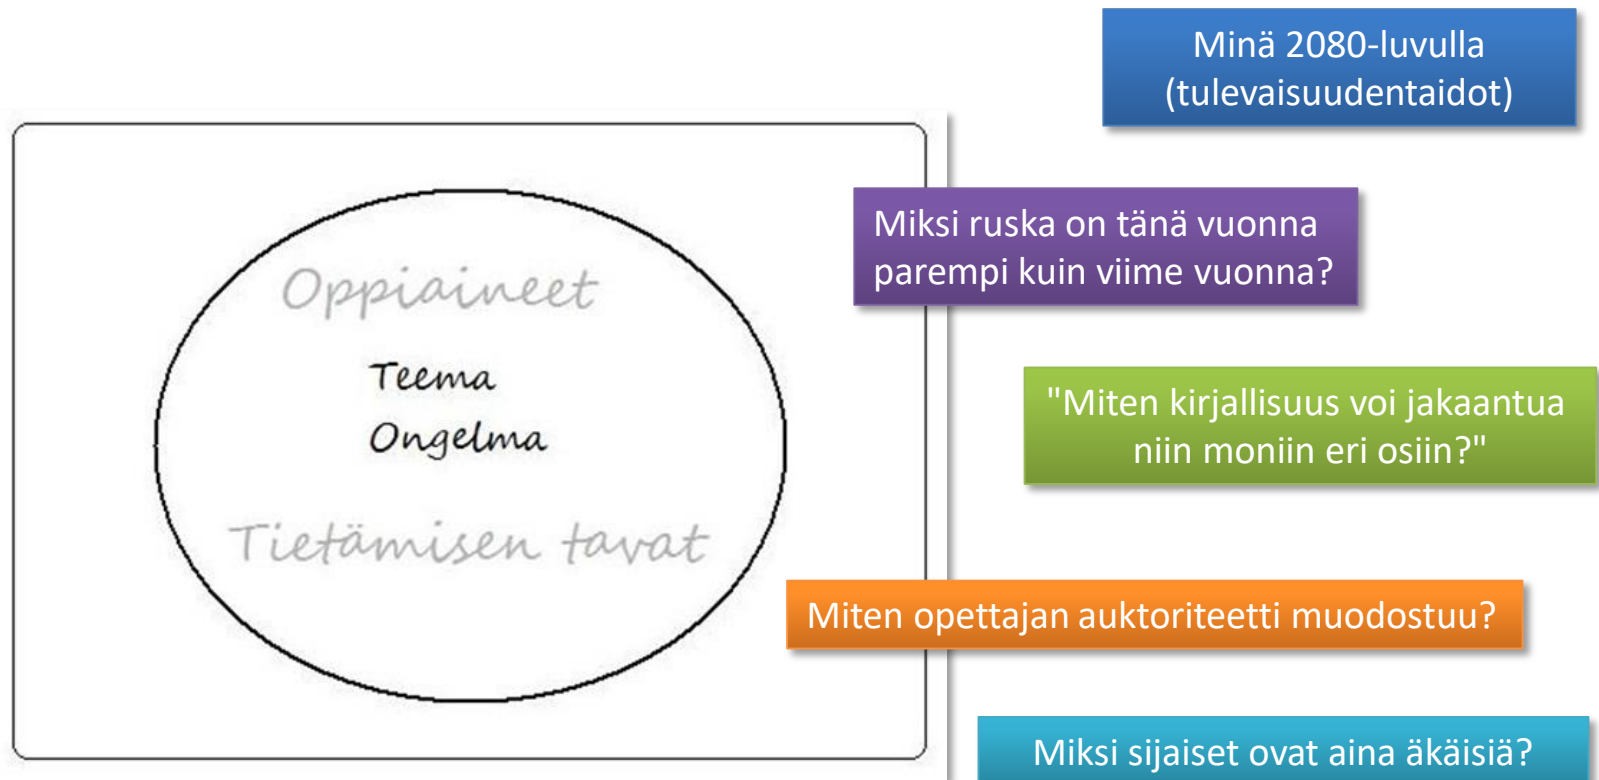 Minä 2080-luvulla
(tulevaisuudentaidot)
Miksi ruska on tänä vuonna
parempi kuin viime vuonna?
Oppiaineet
Teema
Ongelma
Tietämisen tavat
"Miten kirjallisuus voi jakaantua
niin moniin eri osiin?"
Miten opettajan auktoriteetti muodostuu?
Miksi sijaiset ovat aina äkäisiä?